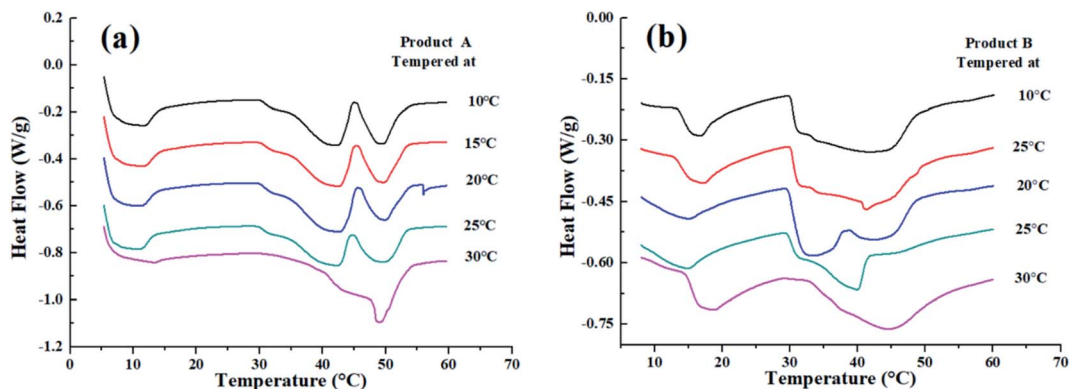 (a)
Product A
Tempered at
10°C
15°C
20°C
25°C
30°C
0.2
0.0
-0.2
-0.4
-0.6
-0.8
-1.0
-1.2
Heat Flow (W/g)
0 10 20 30 40 50 60 70
Temperature (°C)
(b)
Product B
Tempered at
10°C
25°C
20°C
25°C
30°C
0.00
-0.15
-0.30
-0.45
-0.60
-0.75
Heat Flow (W/g)
10 20 30 40 50 60 70
Temperature (°C)